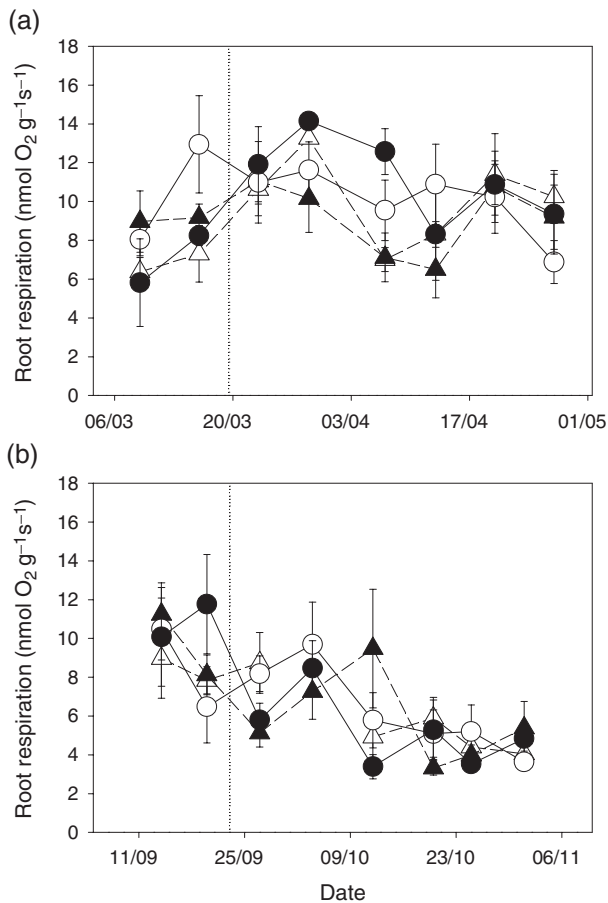 (a)
18
16
14
12
10
8
6
4
2
0
Root respiration (nmol O₂ g⁻¹s⁻¹)
06/03 20/03 03/04 17/04 01/05
(b)
18
16
14
12
10
8
6
4
2
0
Root respiration (nmol O₂ g⁻¹s⁻¹)
11/09 25/09 09/10 23/10 06/11
Date